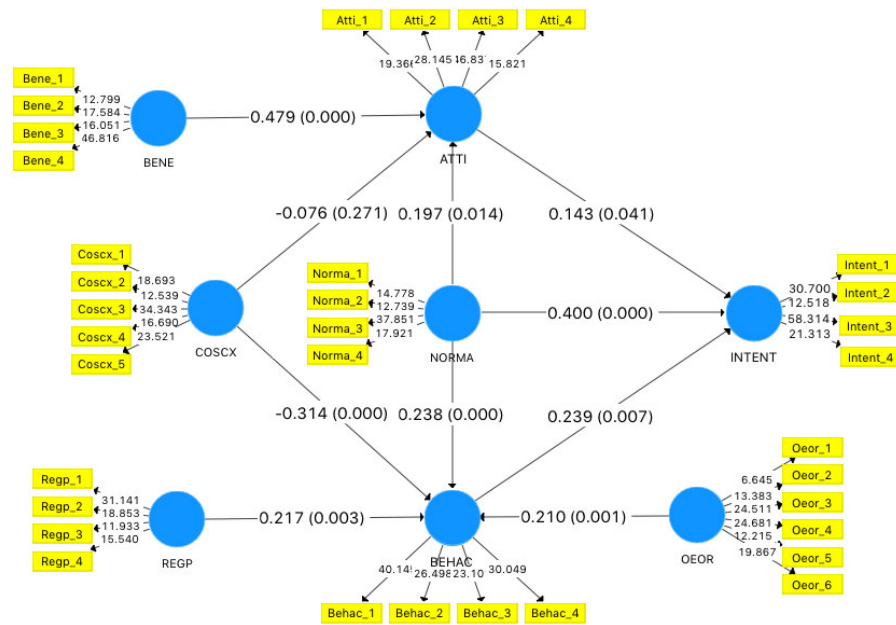 Atti_1
Atti_2
Atti_3
Atti_4
28.145
15.821
Bene_1
Bene_2
Bene_3
Bene_4
12.799
17.584
16.051
46.816
BENE
0.479 (0.000)
ATTI
-0.076 (0.271)
0.197 (0.014)
0.143 (0.041)
Coscx_1
Coscx_2
Coscx_3
Coscx_4
Coscx_5
18.693
12.539
34.343
16.690
23.521
COSCX
Norma_1
Norma_2
Norma_3
Norma_4
14.778
12.739
37.851
17.921
NORMA
0.400 (0.000)
INTENT
30.700
12.518
58.314
21.313
Intent_1
Intent_2
Intent_3
Intent_4
-0.314 (0.000)
0.238 (0.000)
0.239 (0.007)
Regp_1
Regp_2
Regp_3
Regp_4
31.141
18.853
11.933
15.540
REGP
0.217 (0.003)
BEHAC
0.210 (0.001)
OEOR
6.645
13.383
24.511
24.681
12.215
19.867
Oeor_1
Oeor_2
Oeor_3
Oeor_4
Oeor_5
Oeor_6
26.498
30.049
Behac_1
Behac_2
Behac_3
Behac_4